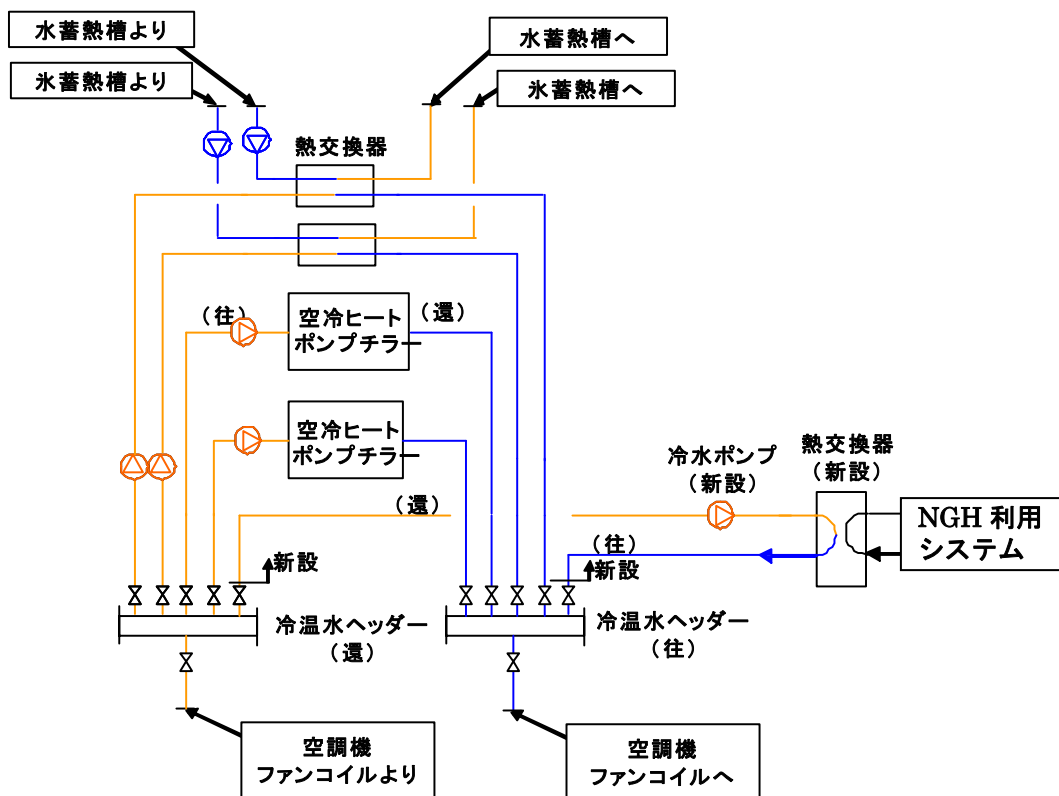 水蓄熱槽より
水蓄熱槽へ
氷蓄熱槽より
氷蓄熱槽へ
熱交換器
(往)
空冷ヒート
ポンプチラー
(還)
空冷ヒート
ポンプチラー
冷水ポンプ
(新設)
熱交換器
(新設)
(還)
NGH 利用
システム
(往)
新設
新設
冷温水ヘッダー
(還)
冷温水ヘッダー
(往)
空調機
ファンコイルより
空調機
ファンコイルへ